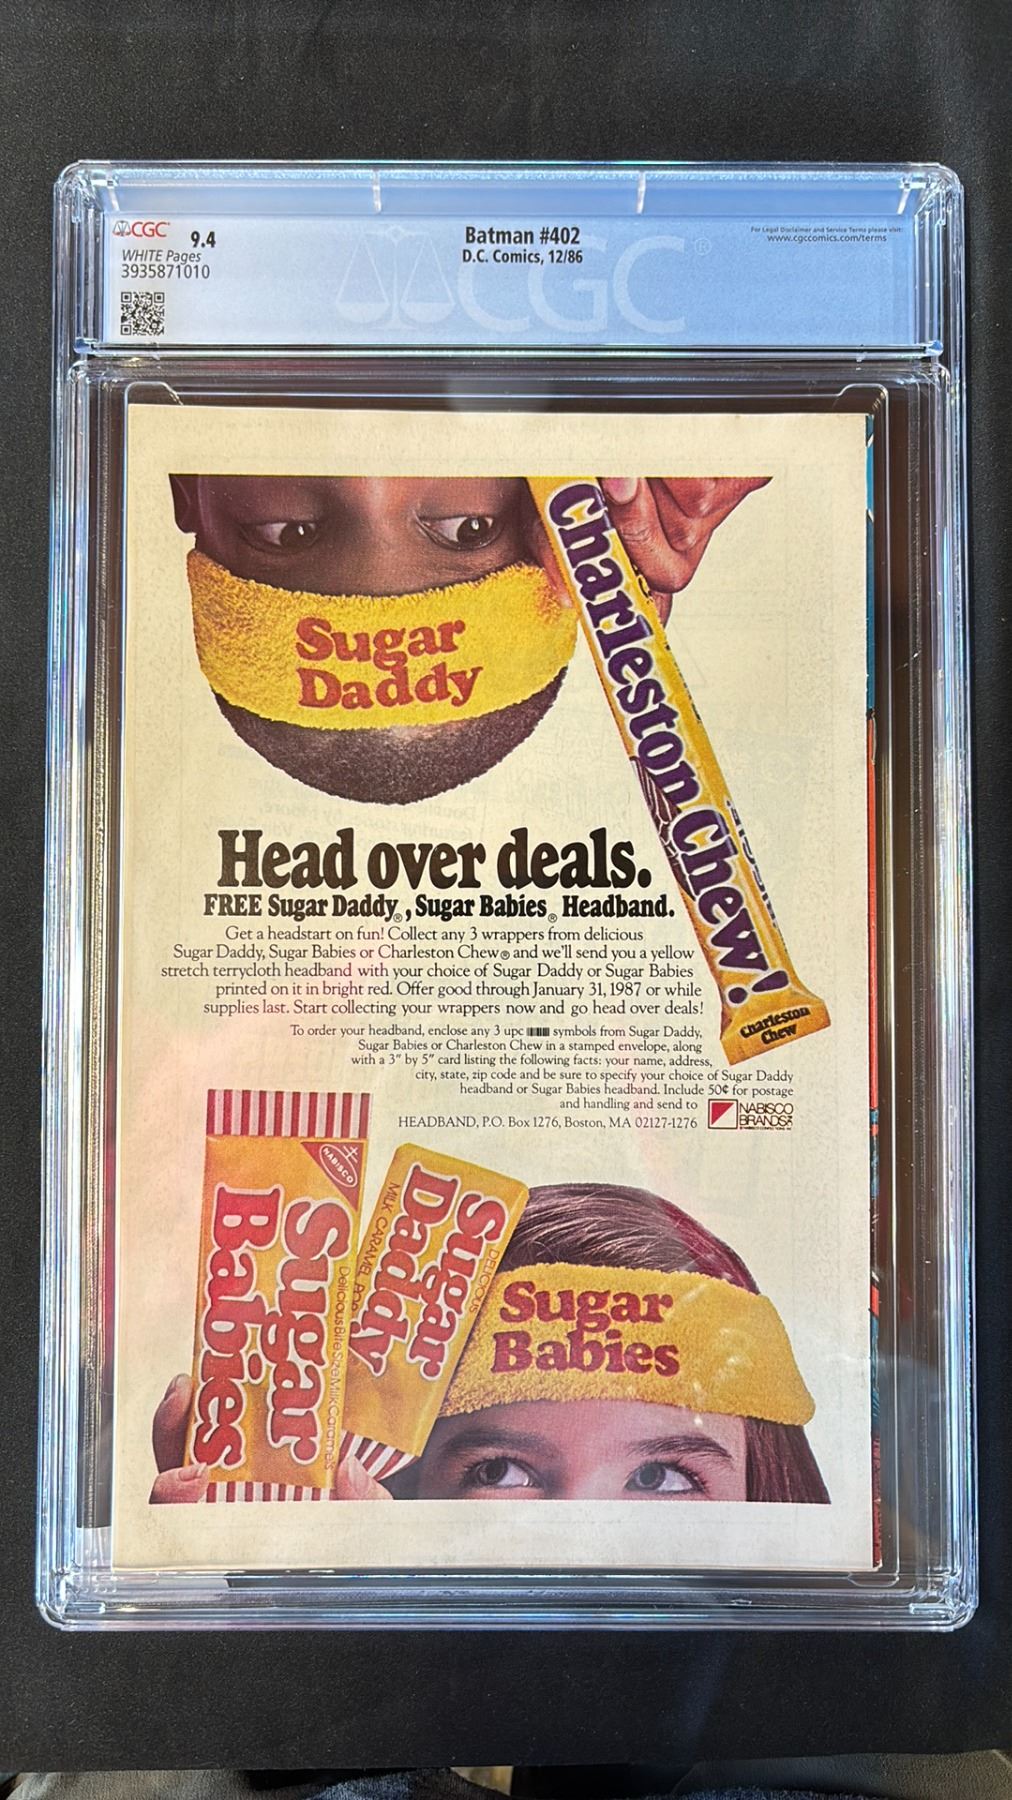 CGC 9.4
WHITE Pages
3935871010
Batman #402
D.C. Comics, 12/86
For Legal Disclaimer and Service Terms please visit:
www.cgccomics.com/terms
CGC®
Sugar
Daddy
Charleston Chew!
Charleston
Chew
Head over deals.
FREE Sugar Daddy®, Sugar Babies® Headband.
Get a headstart on fun! Collect any 3 wrappers from delicious
Sugar Daddy, Sugar Babies or Charleston Chew® and we'll send you a yellow
stretch terrycloth headband with your choice of Sugar Daddy or Sugar Babies
printed on it in bright red. Offer good through January 31, 1987 or while
supplies last. Start collecting your wrappers now and go head over deals!
To order your headband, enclose any 3 upc symbols from Sugar Daddy,
Sugar Babies or Charleston Chew in a stamped envelope, along
with a 3" by 5" card listing the following facts: your name, address,
city, state, zip code and be sure to specify your choice of Sugar Daddy
headband or Sugar Babies headband. Include 50¢ for postage
and handling and send to
HEADBAND, P.O. Box 1276, Boston, MA 02127-1276
NABISCO
BRANDS
NABISCO
Sugar
Babies
Delicious Bite Size Milk Caramels
DELICIOUS
Sugar
Daddy
MILK CARAMEL POP
Sugar
Babies